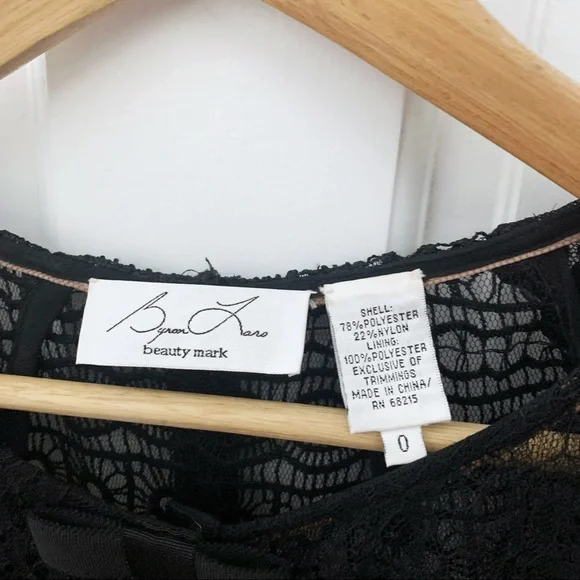 Byron Lars
beauty mark
SHELL:
78%POLYESTER
22%NYLON
LINING:
100%POLYESTER
EXCLUSIVE OF
TRIMMINGS
MADE IN CHINA/
RN 68215
0